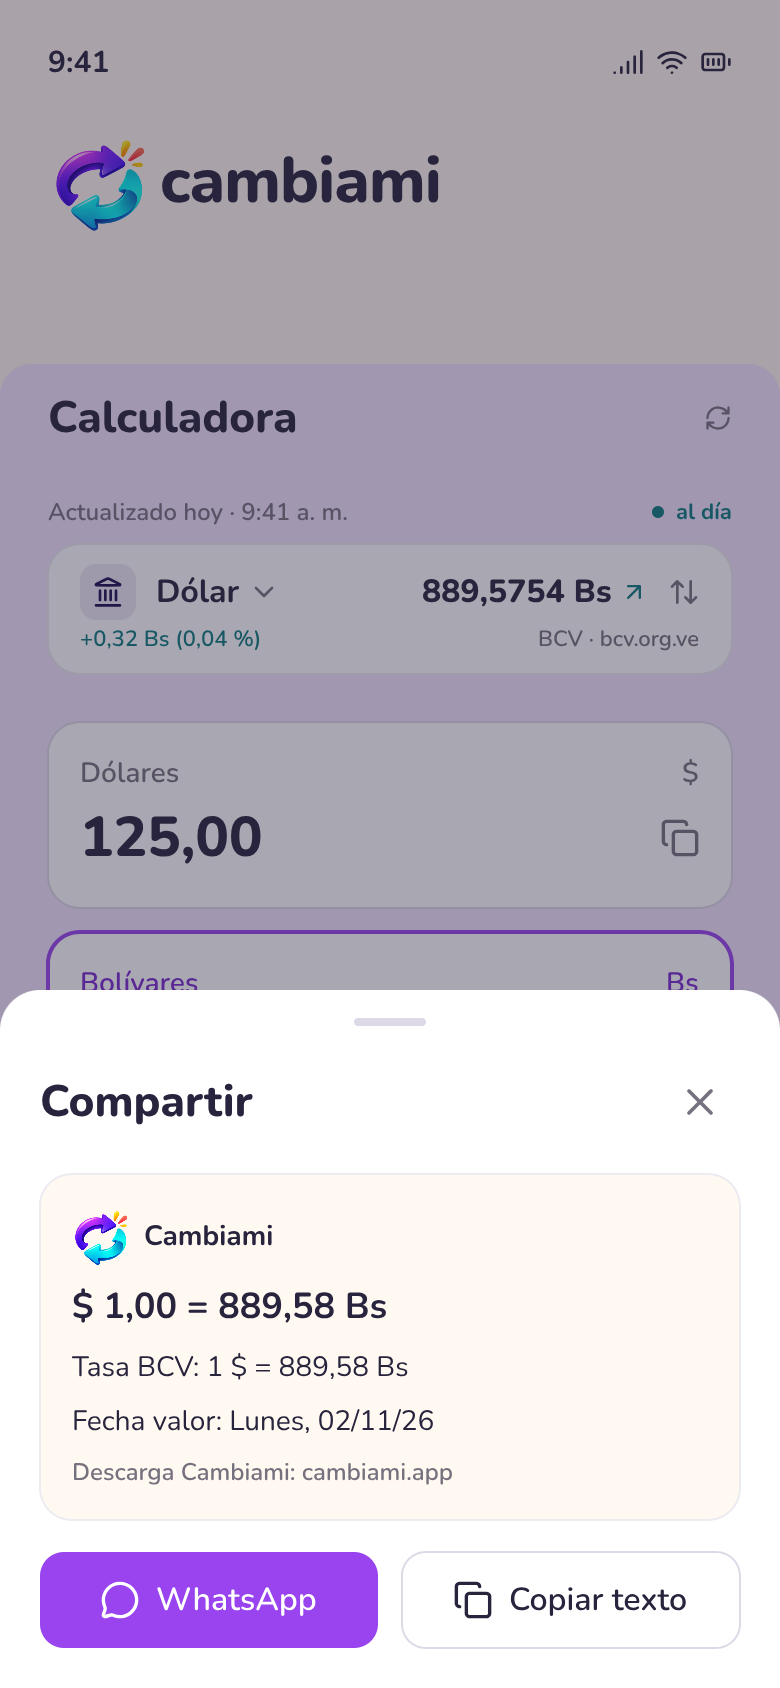 9:41
cambiami
Calculadora
Actualizado hoy · 9:41 a. m.
al día
Dólar
889,5754 Bs
+0,32 Bs (0,04 %)
BCV · bcv.org.ve
Dólares
$
125,00
Bolívares
Bs
Compartir
Cambiami
$ 1,00 = 889,58 Bs
Tasa BCV: 1 $ = 889,58 Bs
Fecha valor: Lunes, 02/11/26
Descarga Cambiami: cambiami.app
WhatsApp
Copiar texto